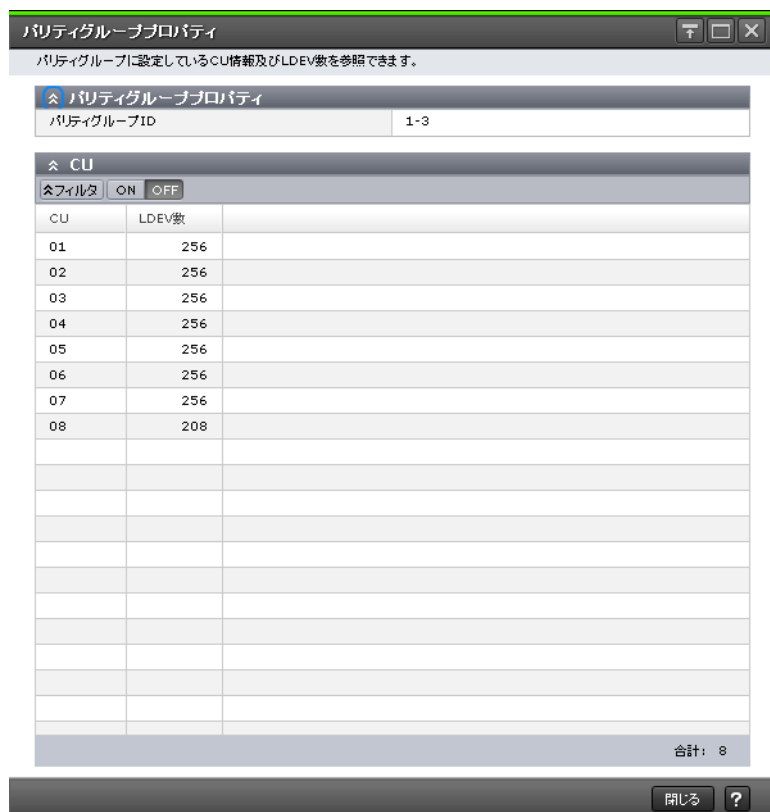 パリティグループプロパティ
パリティグループに設定しているCU情報及びLDEV数を参照できます。
パリティグループプロパティ
パリティグループID 1-3
CU
フィルタ ON OFF
CU LDEV数
01 256
02 256
03 256
04 256
05 256
06 256
07 256
08 208
合計: 8
閉じる ?